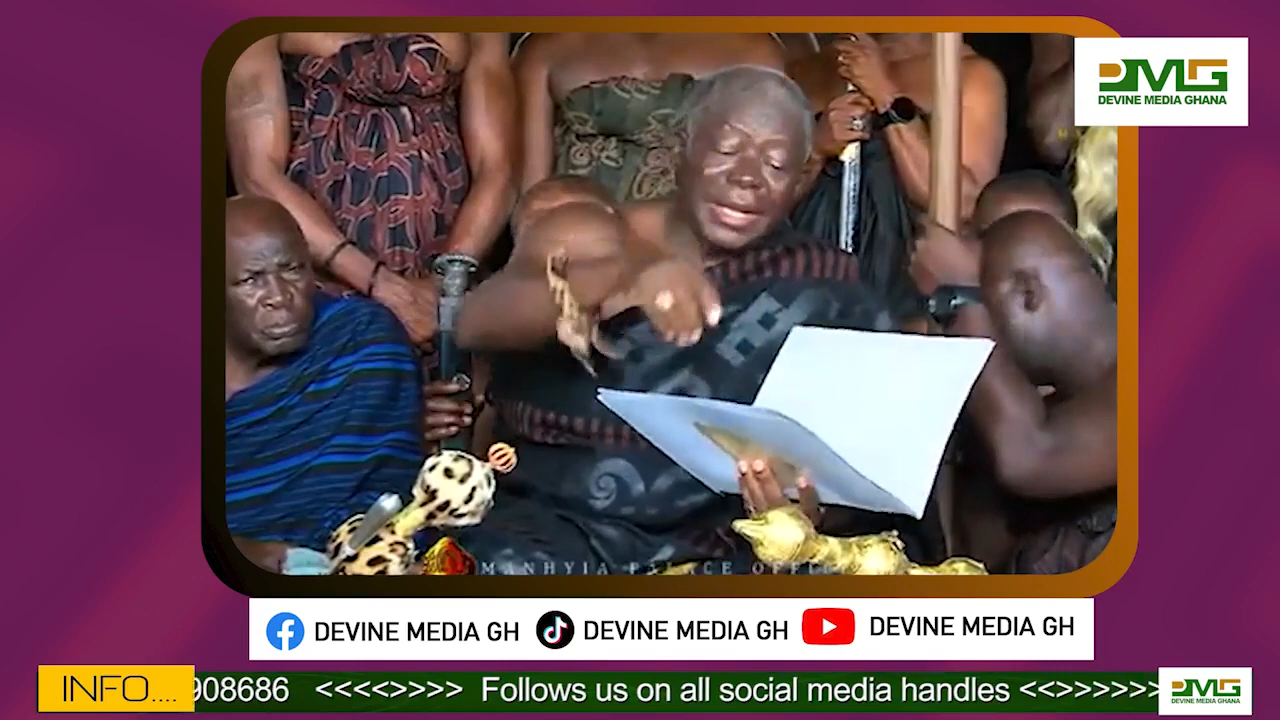 DMG
DEVINE MEDIA GHANA
MANHYIA PALACE
DEVINE MEDIA GH
DEVINE MEDIA GH
DEVINE MEDIA GH
INFO....
908686 <<<<>>>> Follows us on all social media handles <<>>>>>>
DMG
DEVINE MEDIA GHANA